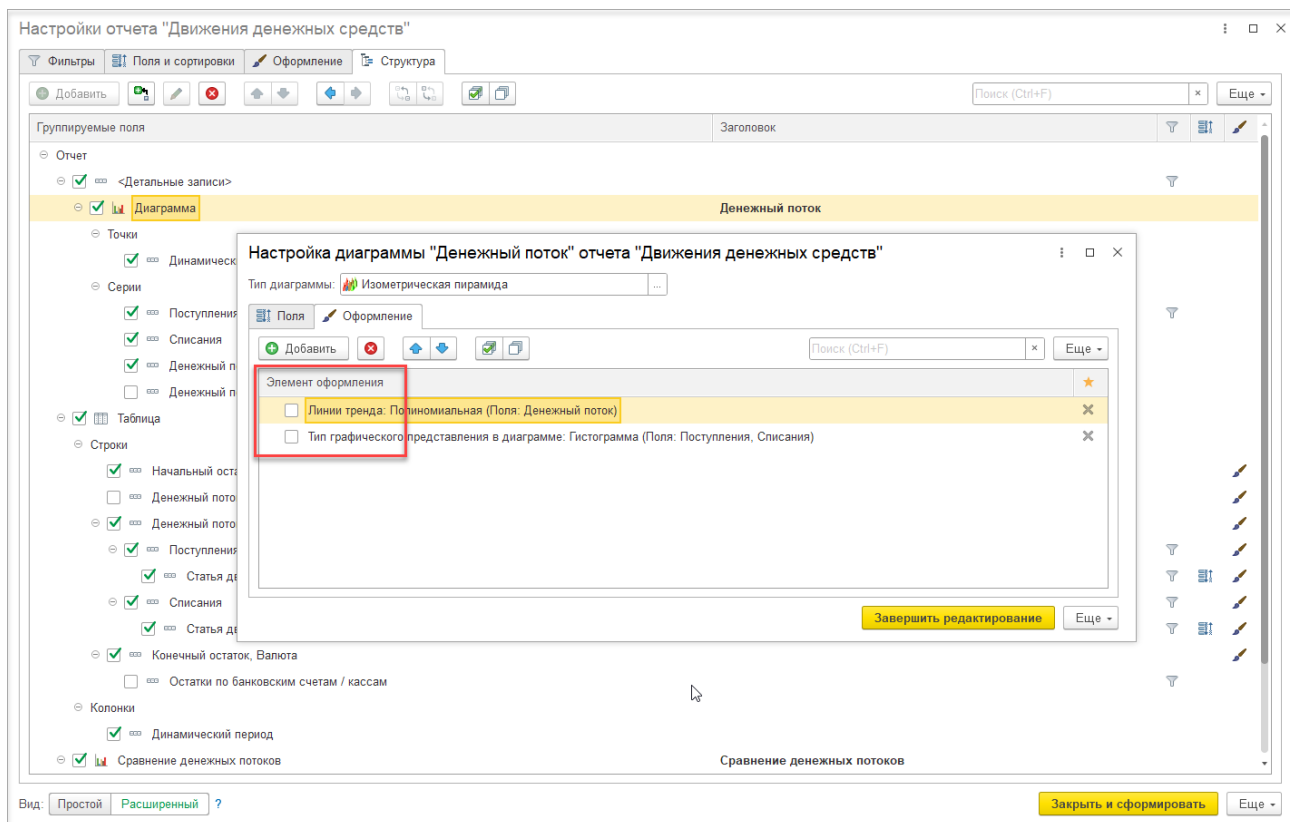 Настройки отчета "Движения денежных средств"
Фильтры Поля и сортировки Оформление Структура
Добавить Поиск (Ctrl+F) × Еще
Группируемые поля Заголовок
Отчет
<Детальные записи>
Диаграмма Денежный поток
Точки
Динамическ
Серии
Поступления
Списания
Денежный п
Денежный п
Таблица
Строки
Начальный оста
Денежный пото
Денежный пото
Поступления
Статья дв
Списания
Статья дв
Конечный остаток, Валюта
Остатки по банковским счетам / кассам
Колонки
Динамический период
Сравнение денежных потоков Сравнение денежных потоков
Настройка диаграммы "Денежный поток" отчета "Движения денежных средств"
Тип диаграммы: Изометрическая пирамида ...
Поля Оформление
Добавить Поиск (Ctrl+F) × Еще
Элемент оформления
Линии тренда: Полиномиальная (Поля: Денежный поток)
Тип графического представления в диаграмме: Гистограмма (Поля: Поступления, Списания)
Завершить редактирование Еще
Вид: Простой Расширенный ? Закрыть и сформировать Еще